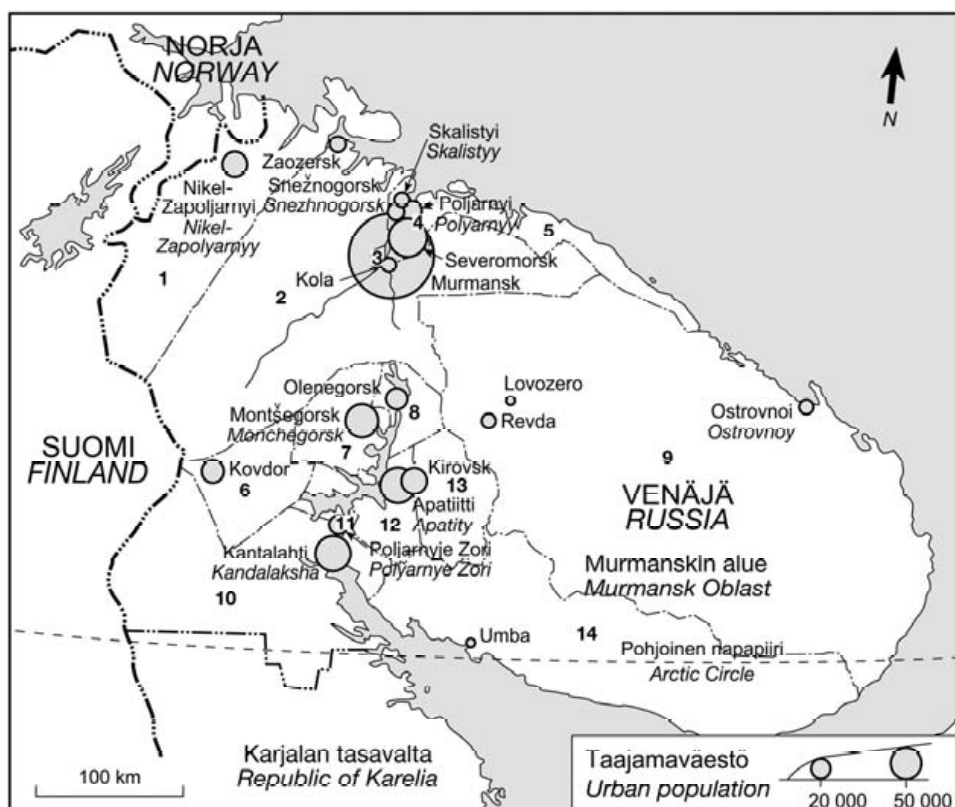 NORJA
NORWAY
N
Skalistyi
Skalistyy
Zaozersk
Snežnogorsk
Snezhnogorsk
Poljarnyi
Polyarnyy
Nikel-
Zapoljarnyi
Nikel-
Zapolyarnyy
4
5
3
Severomorsk
Kola
Murmansk
1
2
Olenegorsk
Lovozero
Montšegorsk
Monchegorsk
8
Revda
Ostrovnoi
Ostrovnoy
SUOMI
FINLAND
7
9
Kovdor
6
Kirovsk
13
VENÄJÄ
RUSSIA
Apatiitti
Apatity
11
12
Kantalahti
Kandalaksha
Poljarnyje Zori
Polyarnye Zori
Murmanskin alue
Murmansk Oblast
10
14
Umba
Pohjoinen napapiiri
Arctic Circle
Karjalan tasavalta
Republic of Karelia
100 km
Taajamaväestö
Urban population
20 000
50 000